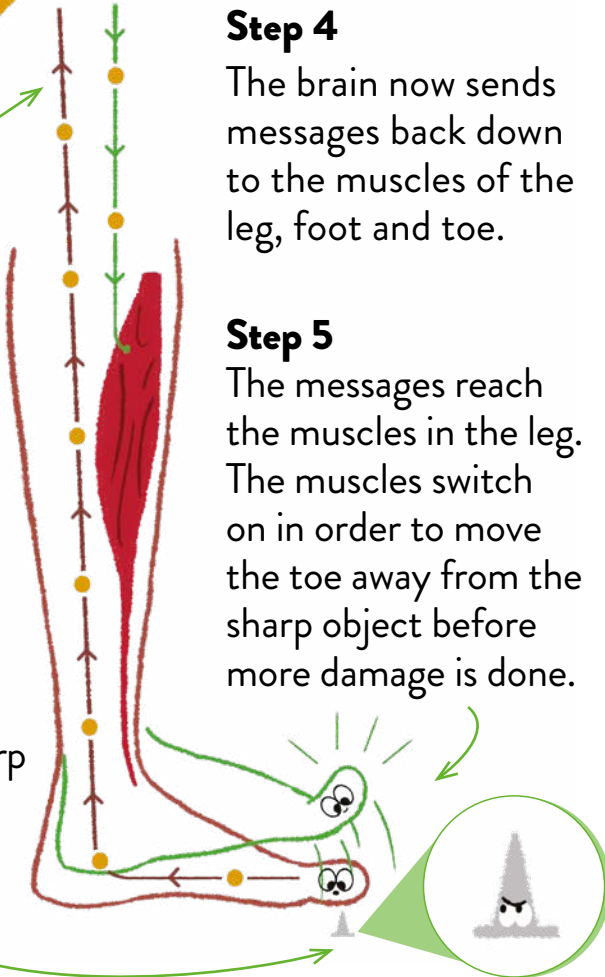 Step 4
The brain now sends
messages back down
to the muscles of the
leg, foot and toe.
Step 5
The messages reach
the muscles in the leg.
The muscles switch
on in order to move
the toe away from the
sharp object before
more damage is done.
rp